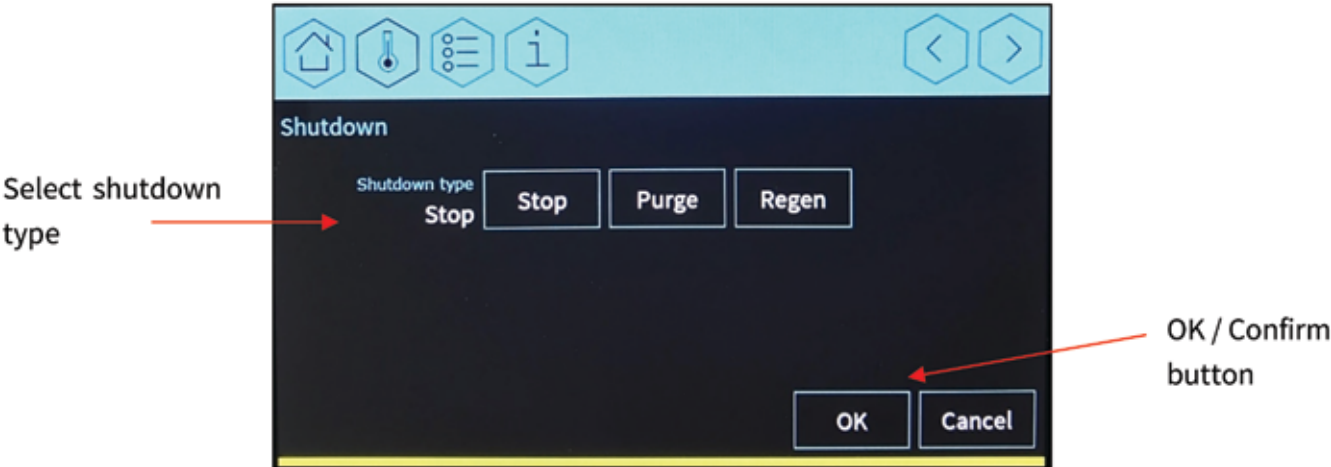 i
Shutdown
Select shutdown
type
Shutdown type
Stop
Stop
Purge
Regen
OK / Confirm
button
OK
Cancel